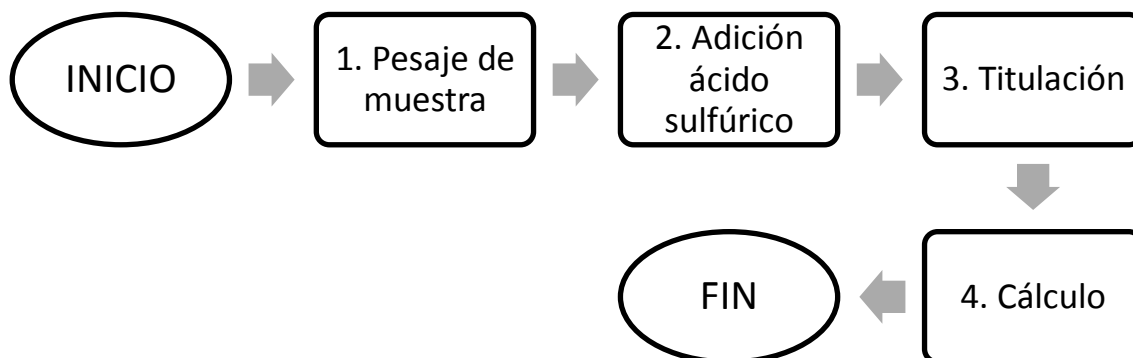 INICIO
1. Pesaje de
muestra
2. Adición
ácido
sulfúrico
3. Titulación
4. Cálculo
FIN